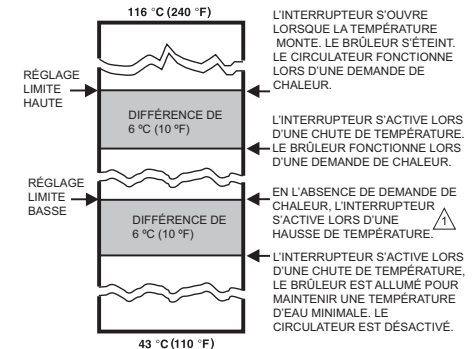 116 °C (240 °F)
L'INTERRUPTEUR S'OUVRE
LORSQUE LA TEMPÉRATURE
MONTE. LE BRÛLEUR S'ÉTEINT.
LE CIRCULATEUR FONCTIONNE
LORS D'UNE DEMANDE DE
CHALEUR.
RÉGLAGE
LIMITE
HAUTE
DIFFÉRENCE DE
6 ºC (10 ºF)
L'INTERRUPTEUR S'ACTIVE LORS
D'UNE CHUTE DE TEMPÉRATURE.
LE BRÛLEUR FONCTIONNE LORS
D'UNE DEMANDE DE CHALEUR.
RÉGLAGE
LIMITE
BASSE
EN L'ABSENCE DE DEMANDE DE
CHALEUR, L'INTERRUPTEUR
S'ACTIVE LORS D'UNE
HAUSSE DE TEMPÉRATURE.
1
DIFFÉRENCE DE
6 ºC (10 ºF)
L'INTERRUPTEUR S'ACTIVE LORS
D'UNE CHUTE DE TEMPÉRATURE,
LE BRÛLEUR EST ALLUMÉ POUR
MAINTENIR UNE TEMPÉRATURE
D'EAU MINIMALE. LE
CIRCULATEUR EST DÉSACTIVÉ.
43 °C (110 °F)